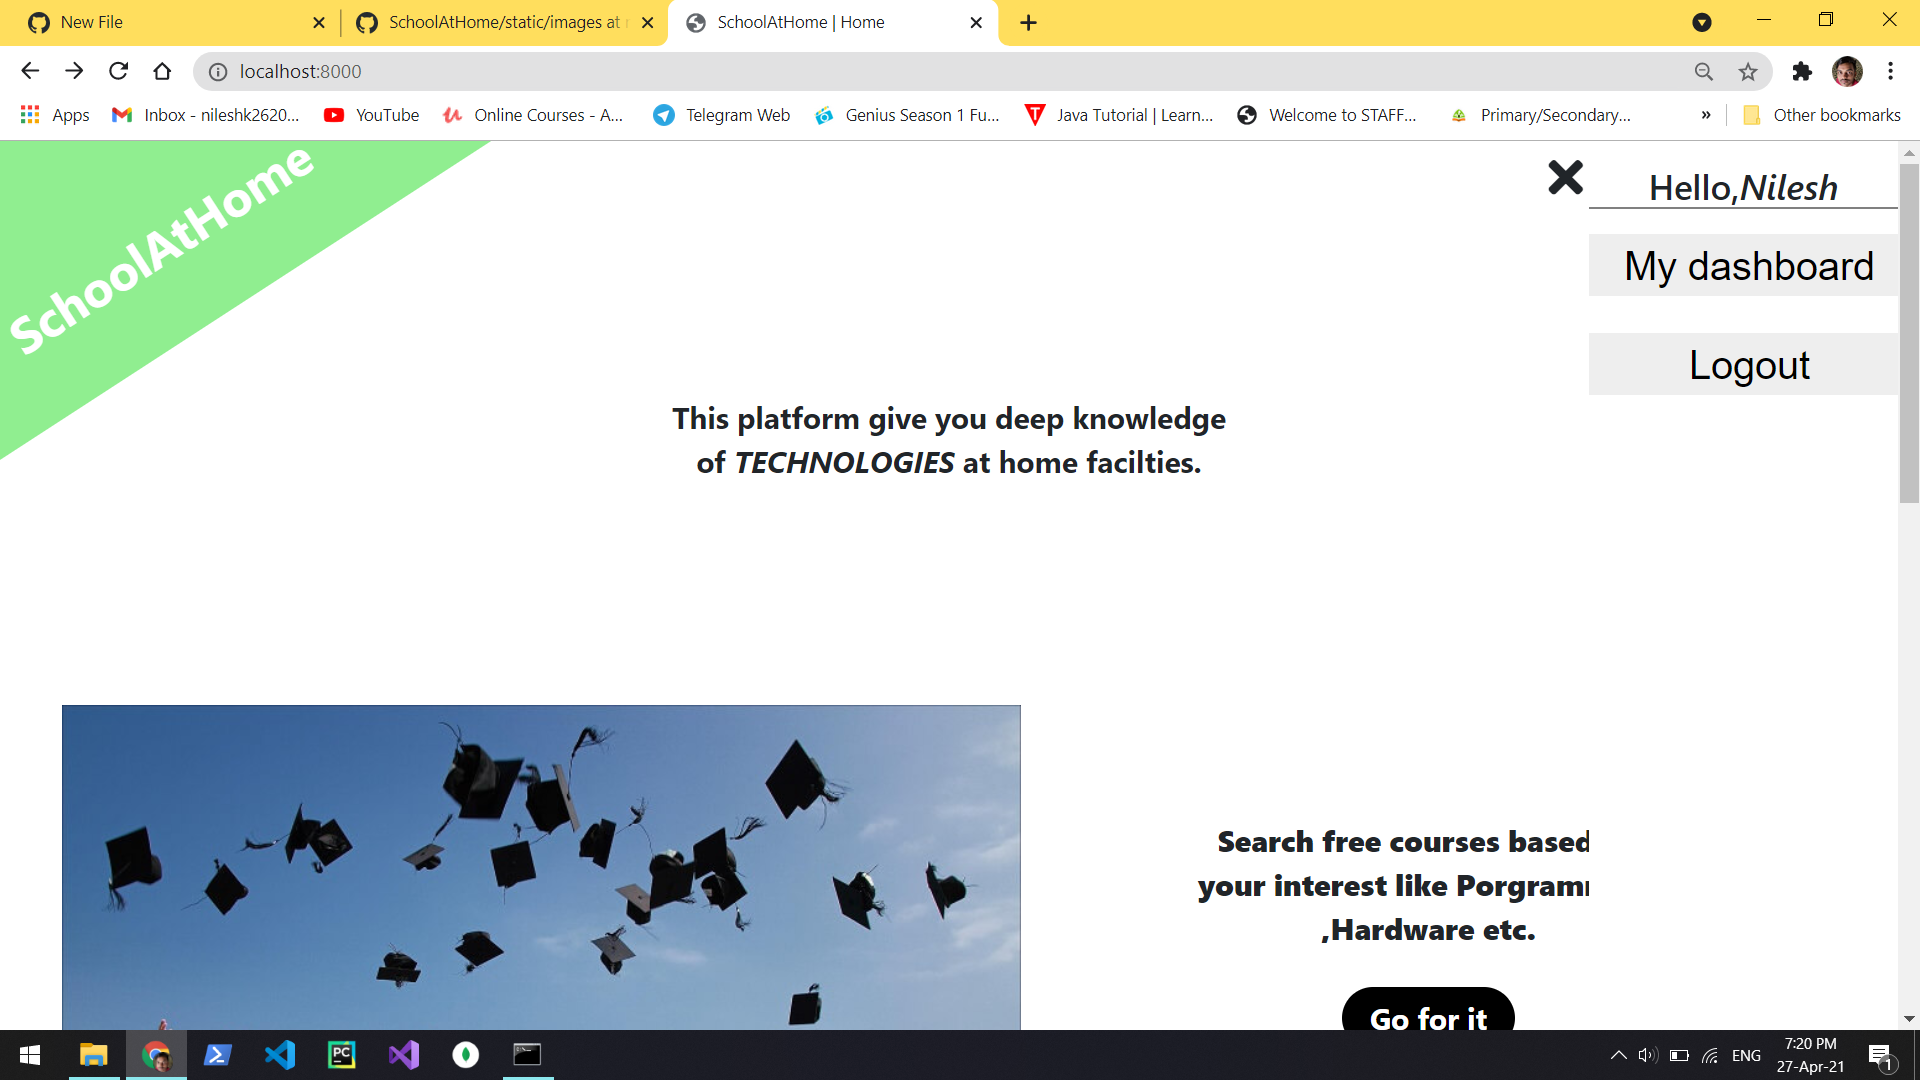 New File
SchoolAtHome/static/images at
SchoolAtHome | Home
localhost:8000
Apps
Inbox - nileshk2620...
YouTube
Online Courses - A...
Telegram Web
Genius Season 1 Fu...
Java Tutorial | Learn...
Welcome to STAFF...
Primary/Secondary...
»
Other bookmarks
SchoolAtHome
Hello,Nilesh
My dashboard
Logout
This platform give you deep knowledge
of TECHNOLOGIES at home facilties.
Search free courses based
your interest like Porgram
,Hardware etc.
Go for it
PC
ENG
7:20 PM
27-Apr-21
1